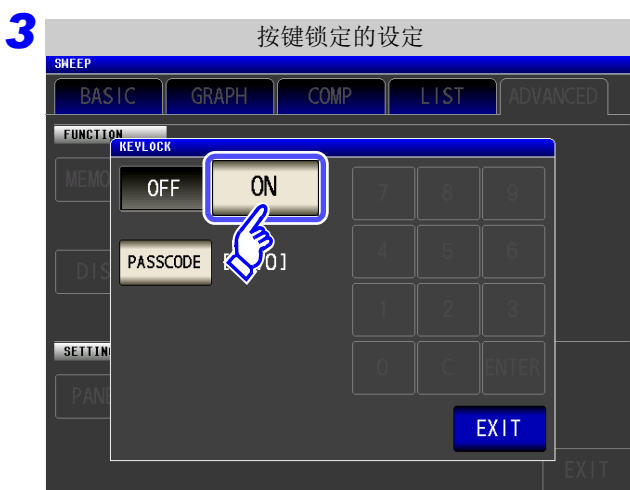 3
按键锁定的设定
SWEEP
BASIC GRAPH COMP LIST ADVANCED
FUNCTION
KEYLOCK
MEMO
OFF ON 7 8 9
DIS
PASSCODE 4 5 6
1 2 3
SETTIN
0 C ENTER
PANE
EXIT
EXIT